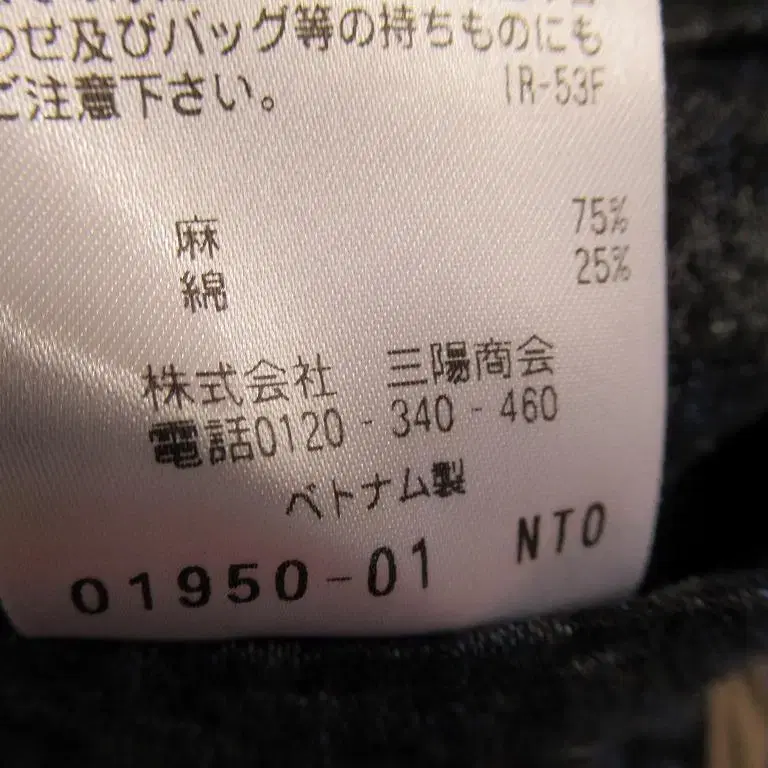 わせ及びバッグ等の持ちものにも
ご注意下さい。 IR-53F
麻 75%
綿 25%
株式会社 三陽商会
電話0120-340-460
ベトナム製
01950-01 NTO